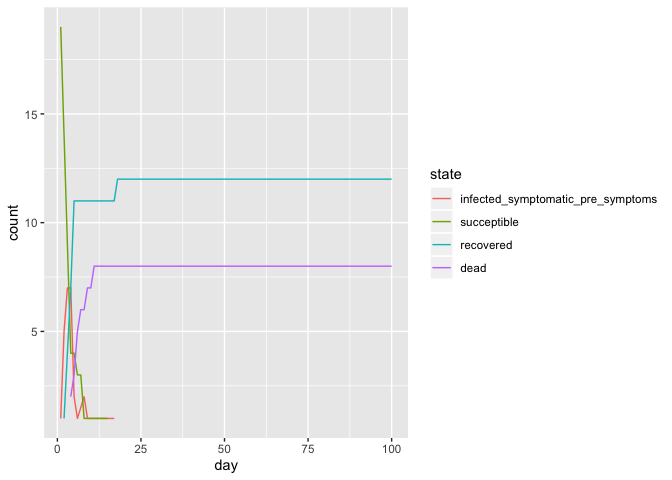 count
15
10
5
0
25
50
75
100
day
state
infected_symptomatic_pre_symptoms
succeptible
recovered
dead